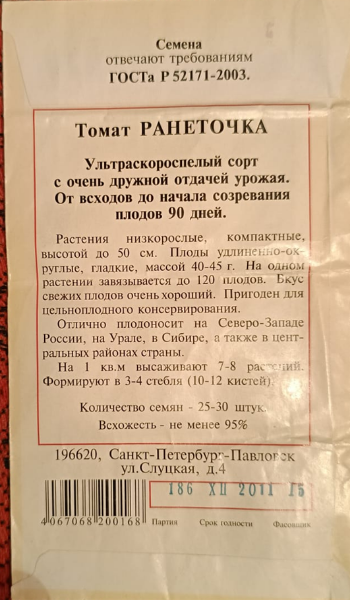 Семена
отвечают требованиям
ГОСТа Р 52171-2003.
Томат РАНЕТОЧКА
Ультраскороспелый сорт
с очень дружной отдачей урожая.
От всходов до начала созревания
плодов 90 дней.
Растения низкорослые, компактные,
высотой до 50 см. Плоды удлиненно-ок-
руглые, гладкие, массой 40-45 г. На одном
растении завязывается до 120 плодов. Вкус
свежих плодов очень хороший. Пригоден для
цельноплодного консервирования.
Отлично плодоносит на Северо-Западе
России, на Урале, в Сибири, а также в цент-
ральных районах страны.
На 1 кв.м высаживают 7-8 растений.
Формируют в 3-4 стебля (10-12 кистей).
Количество семян - 25-30 штук
Всхожесть - не менее 95%
196620, Санкт-Петербург-Павловск
ул.Слуцкая, д.4
186 XII 2011 15
4 067068 200168 Партия Срок годности Фасовщик